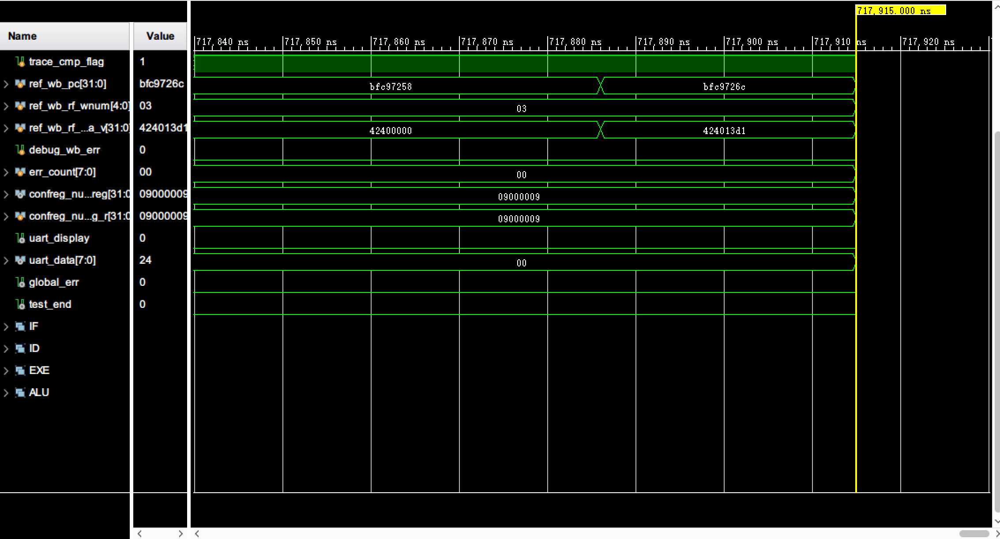 717,915.000 ns
Name Value
717,840 ns 717,850 ns 717,860 ns 717,870 ns 717,880 ns 717,890 ns 717,900 ns 717,910 ns 717,920 ns
trace_cmp_flag 1
ref_wb_pc[31:0] bfc9726c bfc97258 bfc9726c
ref_wb_rf_wnum[4:0] 03 03
ref_wb_rf_...a_v[31:0] 424013d1 42400000 424013d1
debug_wb_err 0
err_count[7:0] 00 00
confreg_nu...reg[31:0 09000009 09000009
confreg_nu...g_r[31:0 09000009 09000009
uart_display 0
uart_data[7:0] 24 00
global_err 0
test_end 0
IF
ID
EXE
ALU